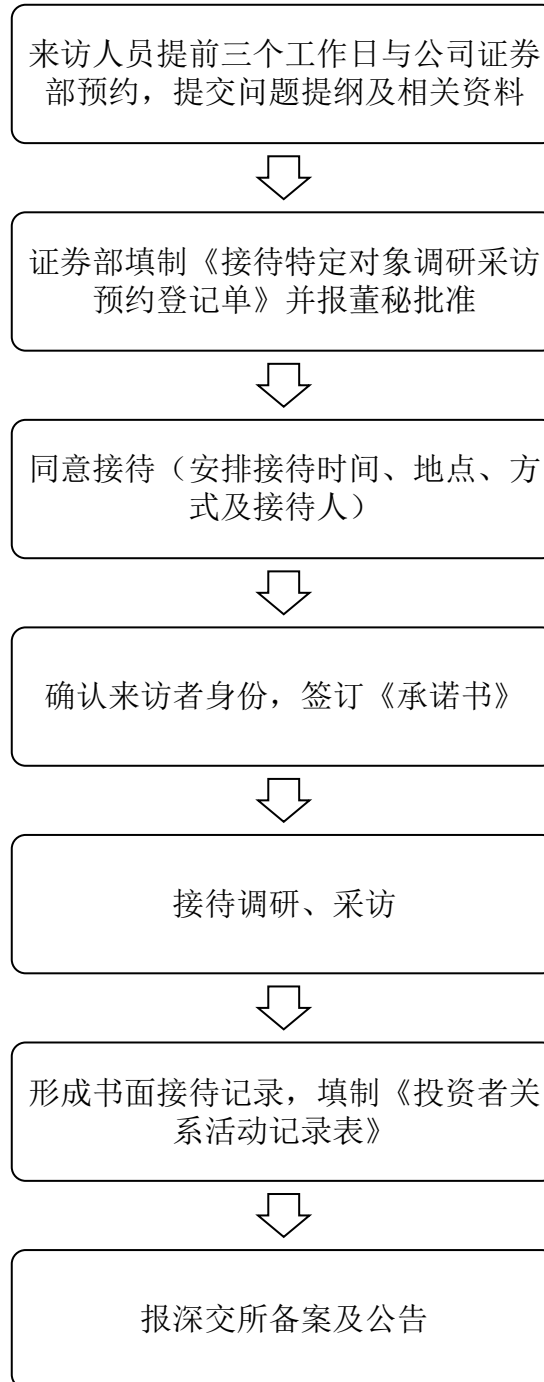 来访人员提前三个工作日与公司证券
部预约，提交问题提纲及相关资料
证券部填制《接待特定对象调研采访
预约登记单》并报董秘批准
同意接待（安排接待时间、地点、方
式及接待人）
确认来访者身份，签订《承诺书》
接待调研、采访
形成书面接待记录，填制《投资者关
系活动记录表》
报深交所备案及公告